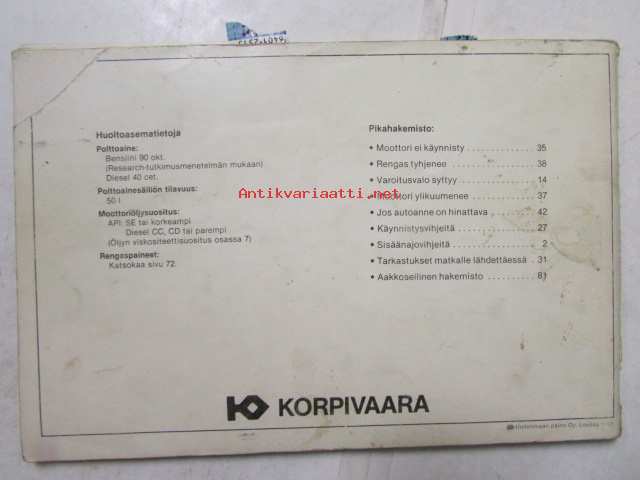 Huoltoasematietoja
Polttoaine:
Bensiini 90 okt.
(Research-tutkimusmenetelmän mukaan)
Diesel 40 cet.
Polttoainesäiliön tilavuus:
50 l
Moottoriöljysuositus:
API: SE tai korkeampi
Diesel CC, CD tai parempi
(Öljyn viskositeettisuositus osassa 7)
Rengaspaineet:
Katsokaa sivu 72.
Pikahakemisto:
• Moottori ei käynnisty . . . . . . . . . . . . 35
• Rengas tyhjenee . . . . . . . . . . . . . . . 38
• Varoitusvalo syttyy . . . . . . . . . . . . . 14
Antikvariaatti.net
• Moottori ylikuumenee . . . . . . . . . . . 37
• Jos autoanne on hinattava . . . . . . . 42
• Käynnistysvihjeitä . . . . . . . . . . . . . . 27
• Sisäänajovihjeitä . . . . . . . . . . . . . . . 2
• Tarkastukset matkalle lähdettäessä . 31
• Aakkosellinen hakemisto . . . . . . . . 81
KORPIVAARA
Painо Oy, Loviisa